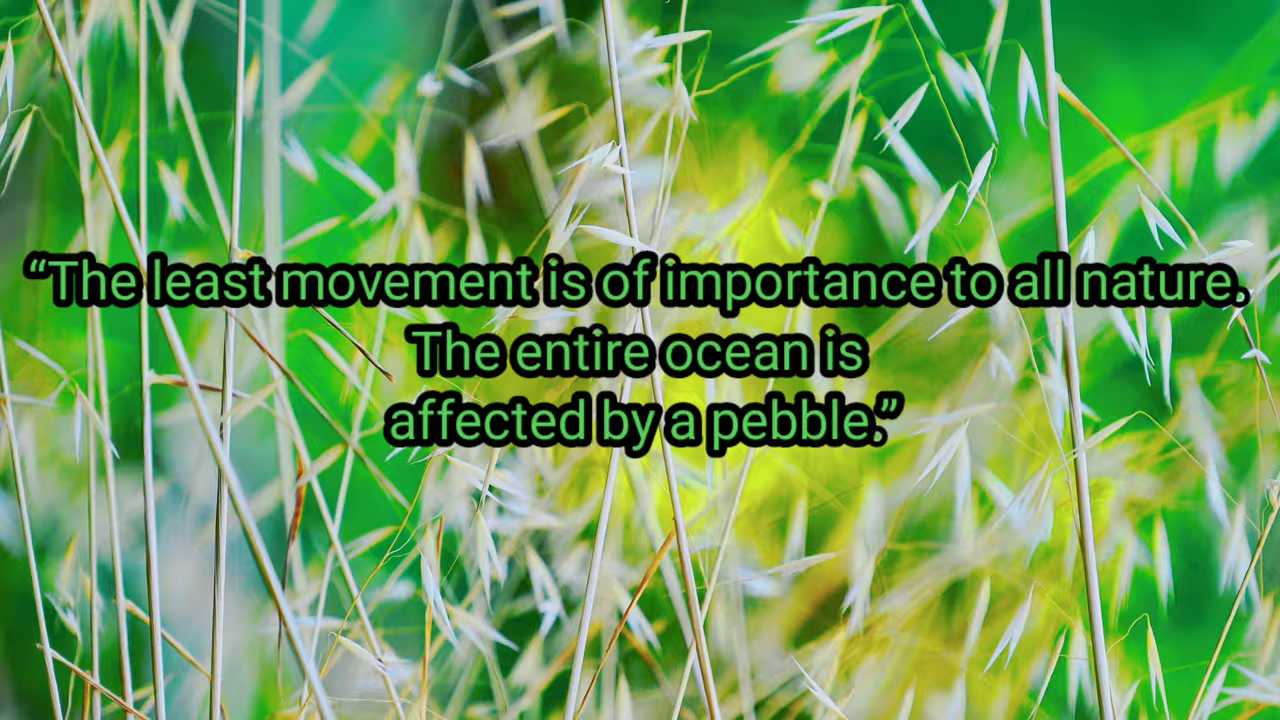 “The least movement is of importance to all nature.
The entire ocean is
affected by a pebble.”